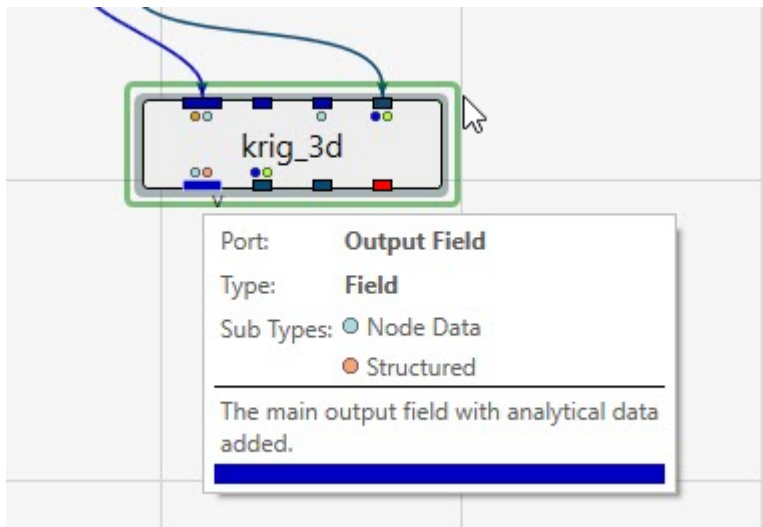 krig_3d
Port: Output Field
Type: Field
Sub Types: Node Data
Structured
The main output field with analytical data
added.